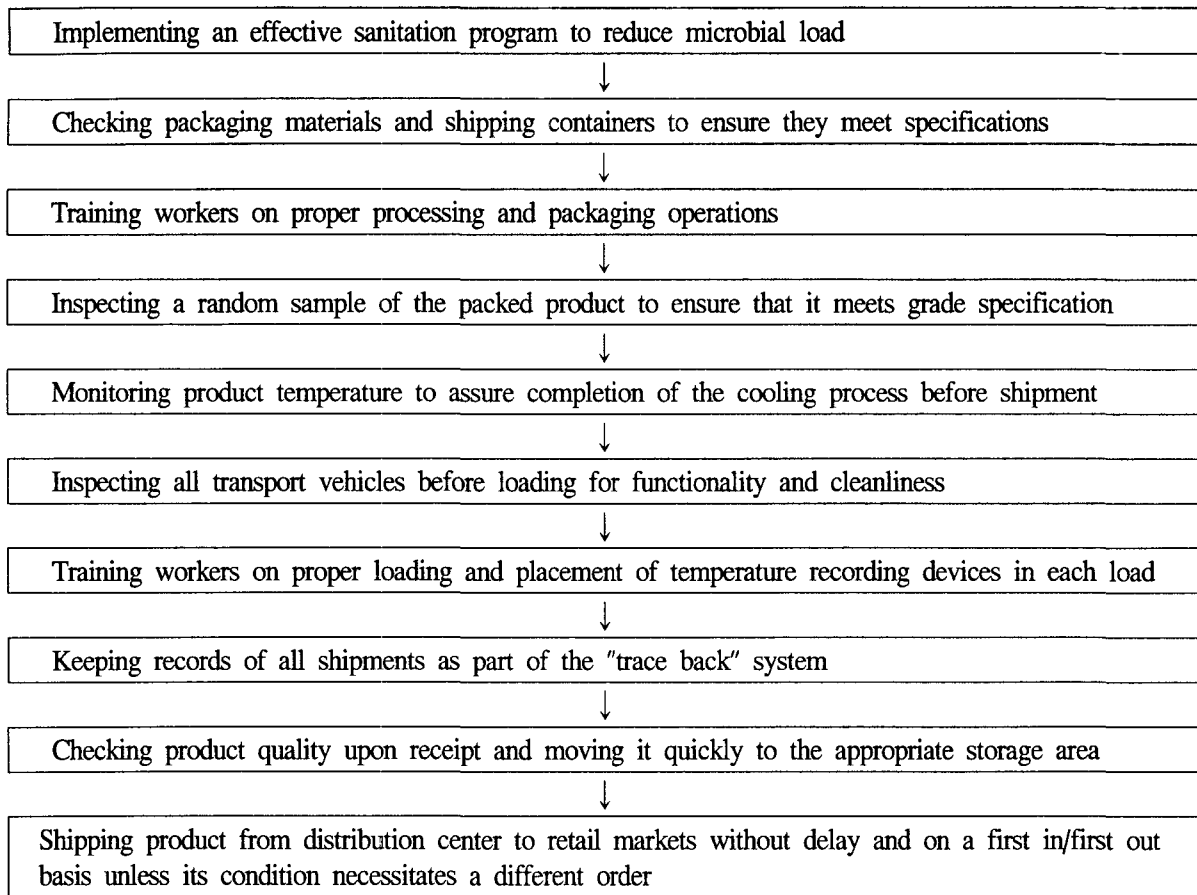 Implementing an effective sanitation program to reduce microbial load
↓
Checking packaging materials and shipping containers to ensure they meet specifications
↓
Training workers on proper processing and packaging operations
↓
Inspecting a random sample of the packed product to ensure that it meets grade specification
↓
Monitoring product temperature to assure completion of the cooling process before shipment
↓
Inspecting all transport vehicles before loading for functionality and cleanliness
↓
Training workers on proper loading and placement of temperature recording devices in each load
↓
Keeping records of all shipments as part of the "trace back" system
↓
Checking product quality upon receipt and moving it quickly to the appropriate storage area
↓
Shipping product from distribution center to retail markets without delay and on a first in/first out
basis unless its condition necessitates a different order